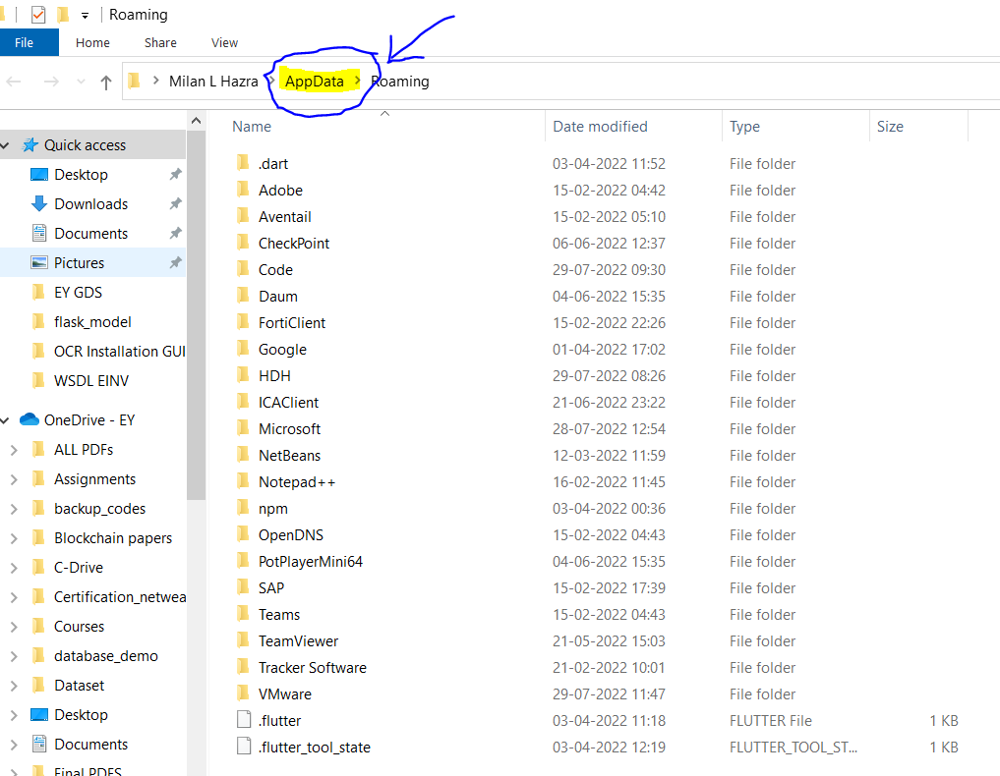 Roaming
File Home Share View
Milan L Hazra AppData Roaming
Name Date modified Type Size
Quick access
Desktop
Downloads
Documents
Pictures
EY GDS
flask_model
OCR Installation GUI
WSDL EINV
OneDrive - EY
ALL PDFs
Assignments
backup_codes
Blockchain papers
C-Drive
Certification_netwea
Courses
database_demo
Dataset
Desktop
Documents
Final PDFS
.dart 03-04-2022 11:52 File folder
Adobe 15-02-2022 04:42 File folder
Aventail 15-02-2022 05:10 File folder
CheckPoint 06-06-2022 12:37 File folder
Code 29-07-2022 09:30 File folder
Daum 04-06-2022 15:35 File folder
FortiClient 15-02-2022 22:26 File folder
Google 01-04-2022 17:02 File folder
HDH 29-07-2022 08:26 File folder
ICAClient 21-06-2022 23:22 File folder
Microsoft 28-07-2022 12:54 File folder
NetBeans 12-03-2022 11:59 File folder
Notepad++ 16-02-2022 11:45 File folder
npm 03-04-2022 00:36 File folder
OpenDNS 15-02-2022 04:43 File folder
PotPlayerMini64 04-06-2022 15:35 File folder
SAP 15-02-2022 17:39 File folder
Teams 15-02-2022 04:43 File folder
TeamViewer 21-05-2022 15:03 File folder
Tracker Software 21-02-2022 10:01 File folder
VMware 29-07-2022 11:47 File folder
.flutter 03-04-2022 11:18 FLUTTER File 1 KB
.flutter_tool_state 03-04-2022 12:19 FLUTTER_TOOL_ST... 1 KB